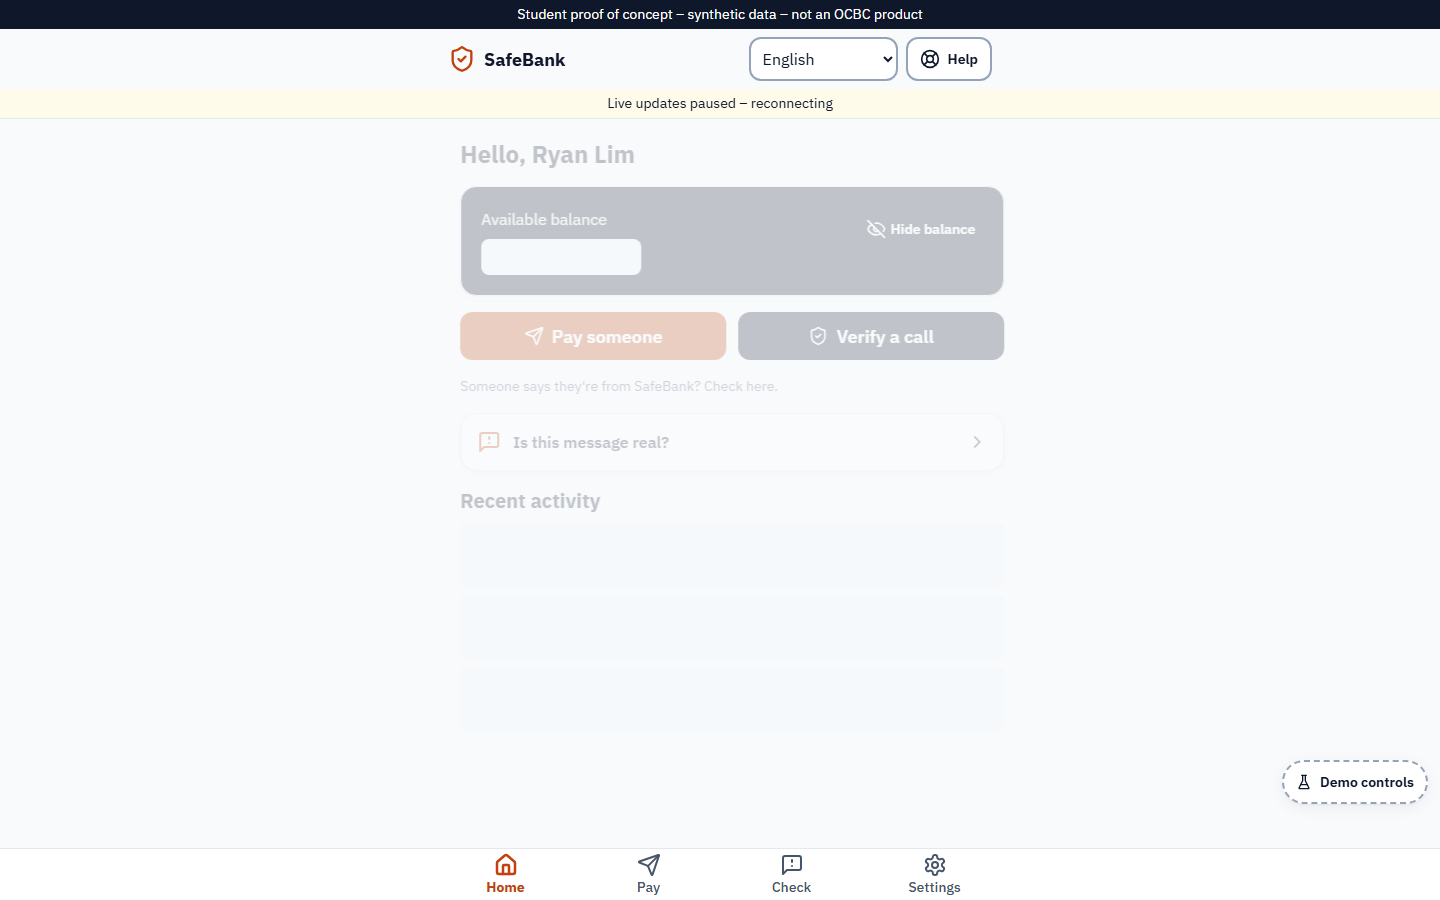 Student proof of concept – synthetic data – not an OCBC product
SafeBank
English
Help
Live updates paused – reconnecting
Hello, Ryan Lim
Available balance
Hide balance
Pay someone
Verify a call
Someone says they're from SafeBank? Check here.
Is this message real?
Recent activity
Demo controls
Home
Pay
Check
Settings